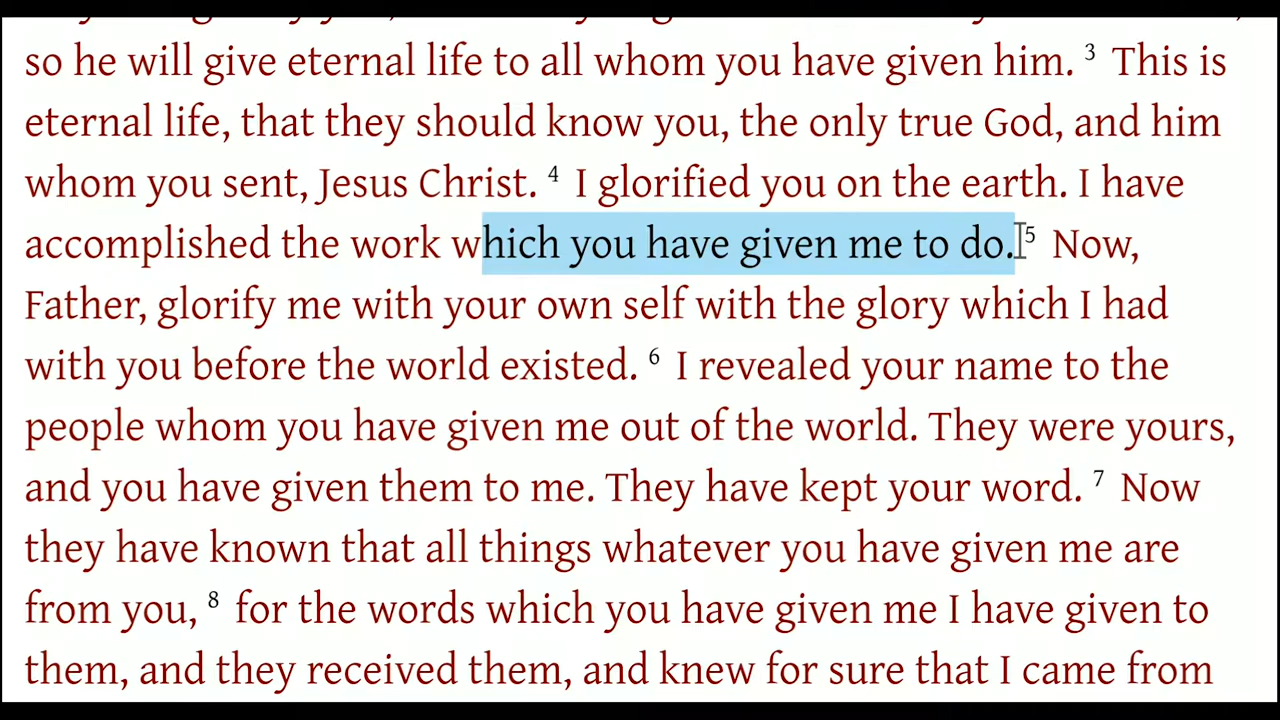 so he will give eternal life to all whom you have given him. 3 This is
eternal life, that they should know you, the only true God, and him
whom you sent, Jesus Christ. 4 I glorified you on the earth. I have
accomplished the work which you have given me to do. 5 Now,
Father, glorify me with your own self with the glory which I had
with you before the world existed. 6 I revealed your name to the
people whom you have given me out of the world. They were yours,
and you have given them to me. They have kept your word. 7 Now
they have known that all things whatever you have given me are
from you, 8 for the words which you have given me I have given to
them, and they received them, and knew for sure that I came from